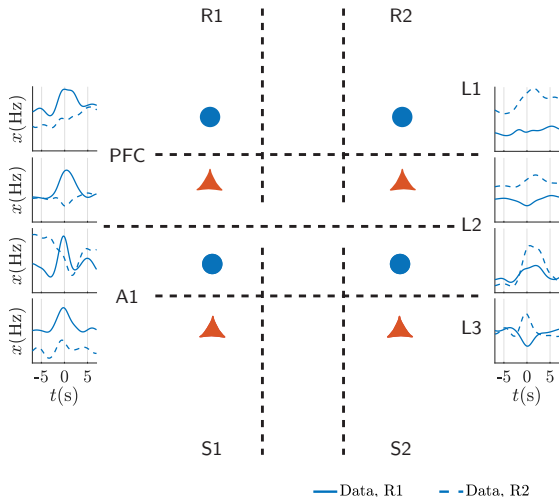 R1 R2
x(Hz) L1
PFC
x(Hz)
L2
x(Hz)
A1
x(Hz) L3
-5 0 5 -5 0 5
t(s) t(s)
S1 S2
Data, R1 Data, R2